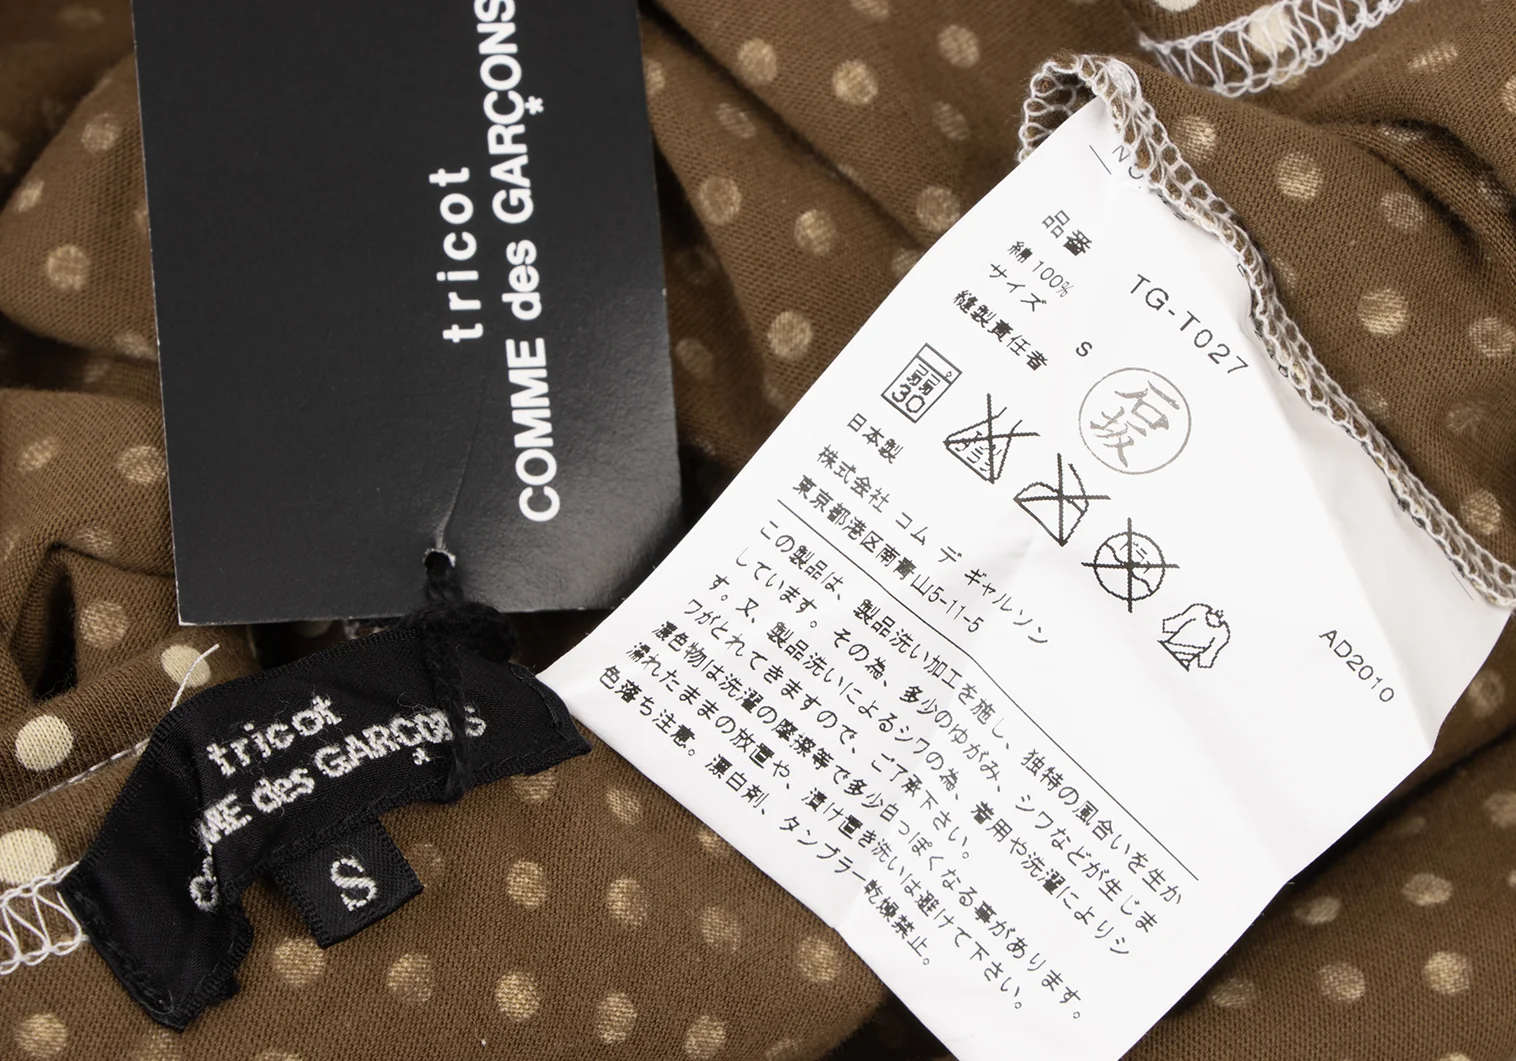 tricot
COMME des GARÇONS
*
tricot
ME des GARÇONS
*
S
品番
TG-T027
綿 100%
サイズ
S
縫製責任者
石坂
弱
30
エンソサラシ
日本製
株式会社 コム デ ギャルソン
東京都港区南青山5-11-5
AD2010
この製品は、製品洗い加工を施し、独特の風合いを生か
しています。その為、多少のゆがみ、シワなどが生じま
す。又、製品洗いによるシワの為、着用や洗濯によりシ
ワがとれてきますので、ご了承下さい。
濃色物は洗濯の摩擦等で多少白っぽくなる事があります。
濡れたままの放置や、漬け置き洗いは避けて下さい。
色落ち注意。漂白剤、タンブラー乾燥禁止。